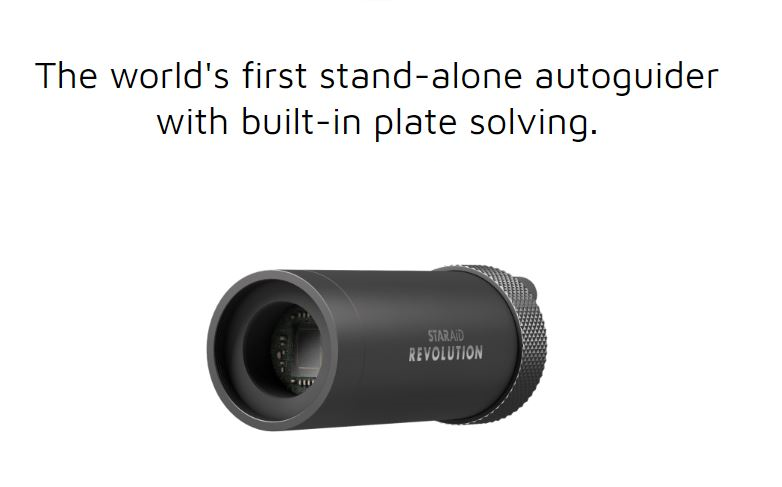 The world's first stand-alone autoguider
with built-in plate solving.
STARAID
REVOLUTION